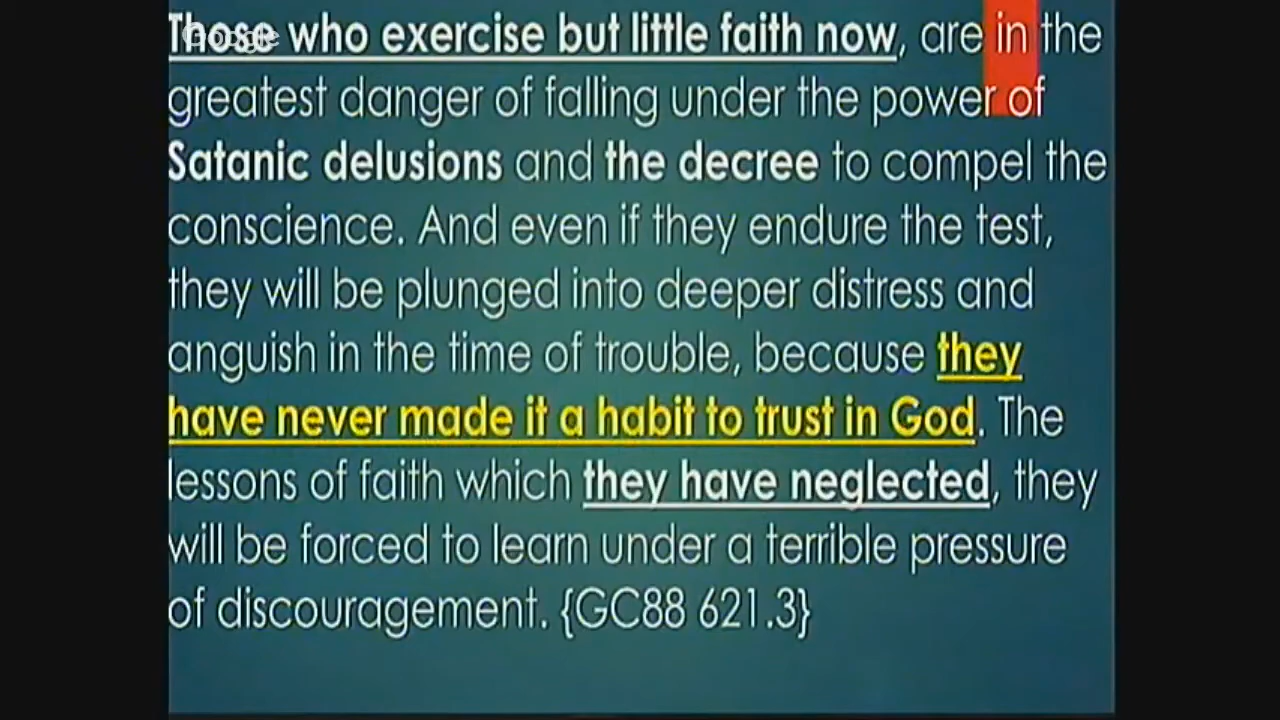 Google
Those who exercise but little faith now, are in the
greatest danger of falling under the power of
Satanic delusions and the decree to compel the
conscience. And even if they endure the test,
they will be plunged into deeper distress and
anguish in the time of trouble, because they
have never made it a habit to trust in God. The
lessons of faith which they have neglected, they
will be forced to learn under a terrible pressure
of discouragement. {GC88 621.3}